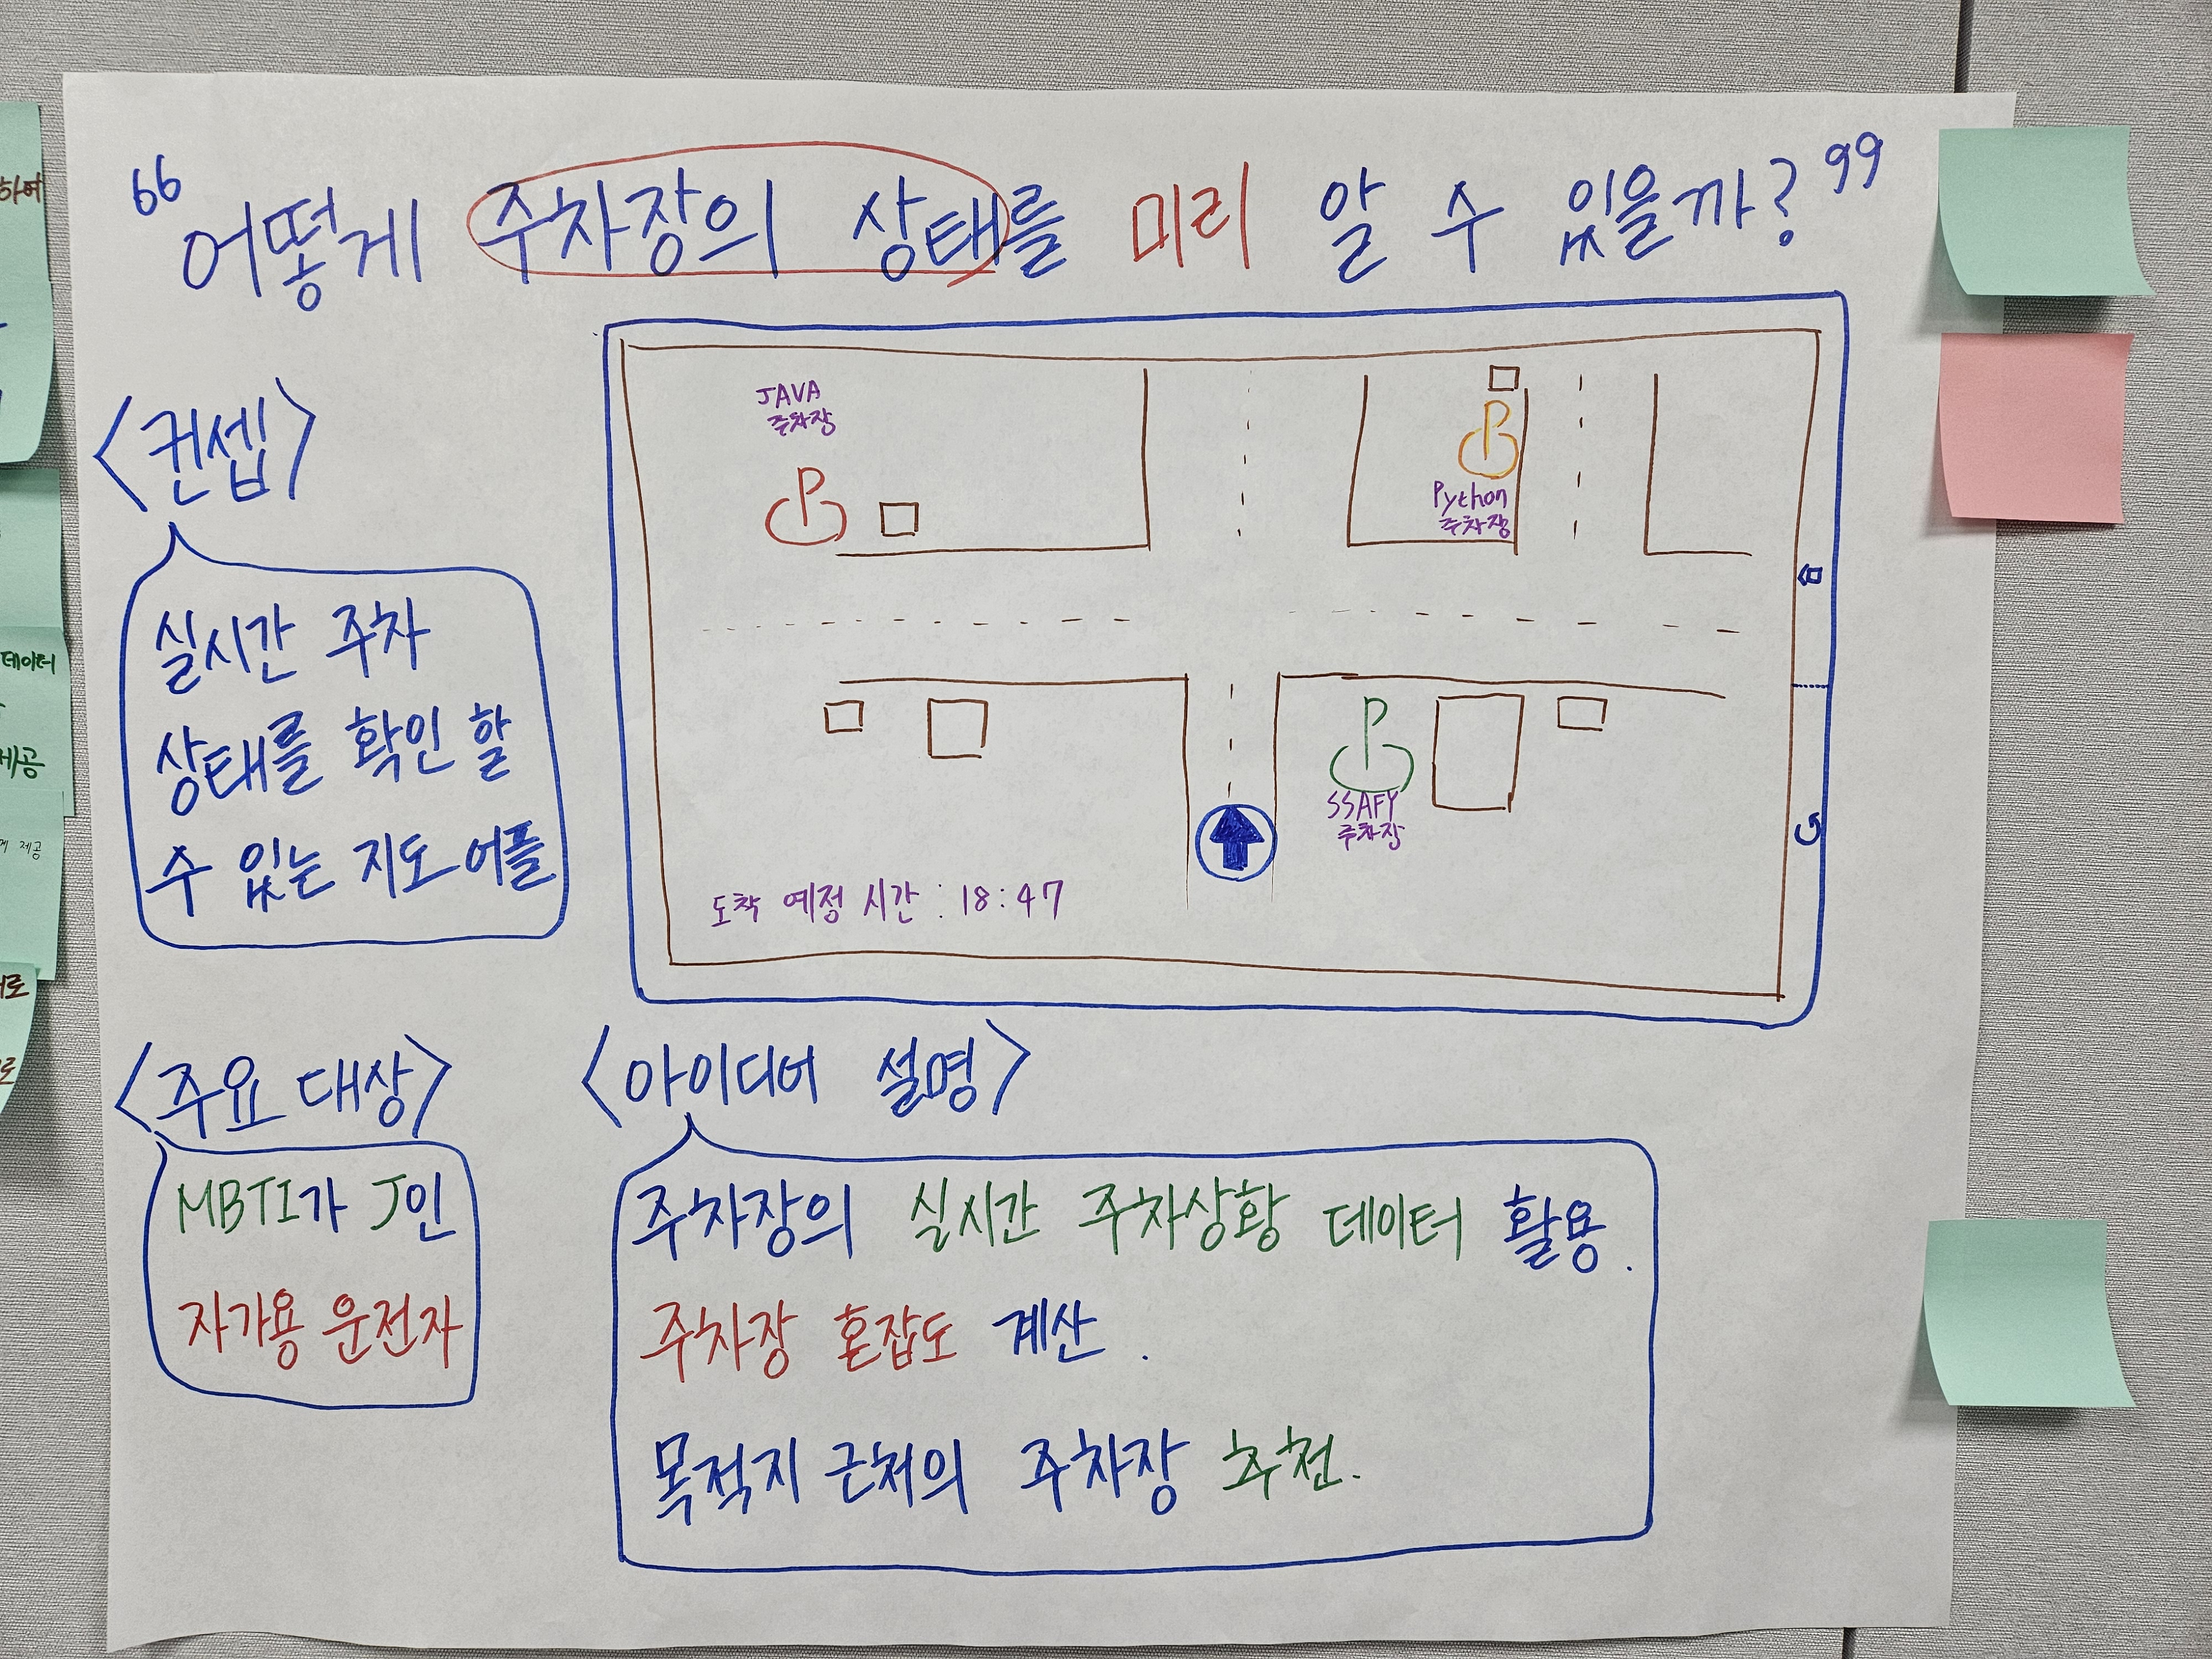 하여
데이터
제공
제공
로
로
“어떻게 주차장의 상태를 미리 알 수 있을까?”
<컨셉>
실시간 주차
상태를 확인 할
수 있는 지도 어플
JAVA
주차장
P
P
Python
주차장
P
SSAFY
주차장
도착 예정 시간 : 18:47
<주요 대상>
MBTI가 J인
자가용 운전자
<아이디어 설명>
주차장의 실시간 주차상황 데이터 활용.
주차장 혼잡도 계산.
목적지 근처의 주차장 추천.